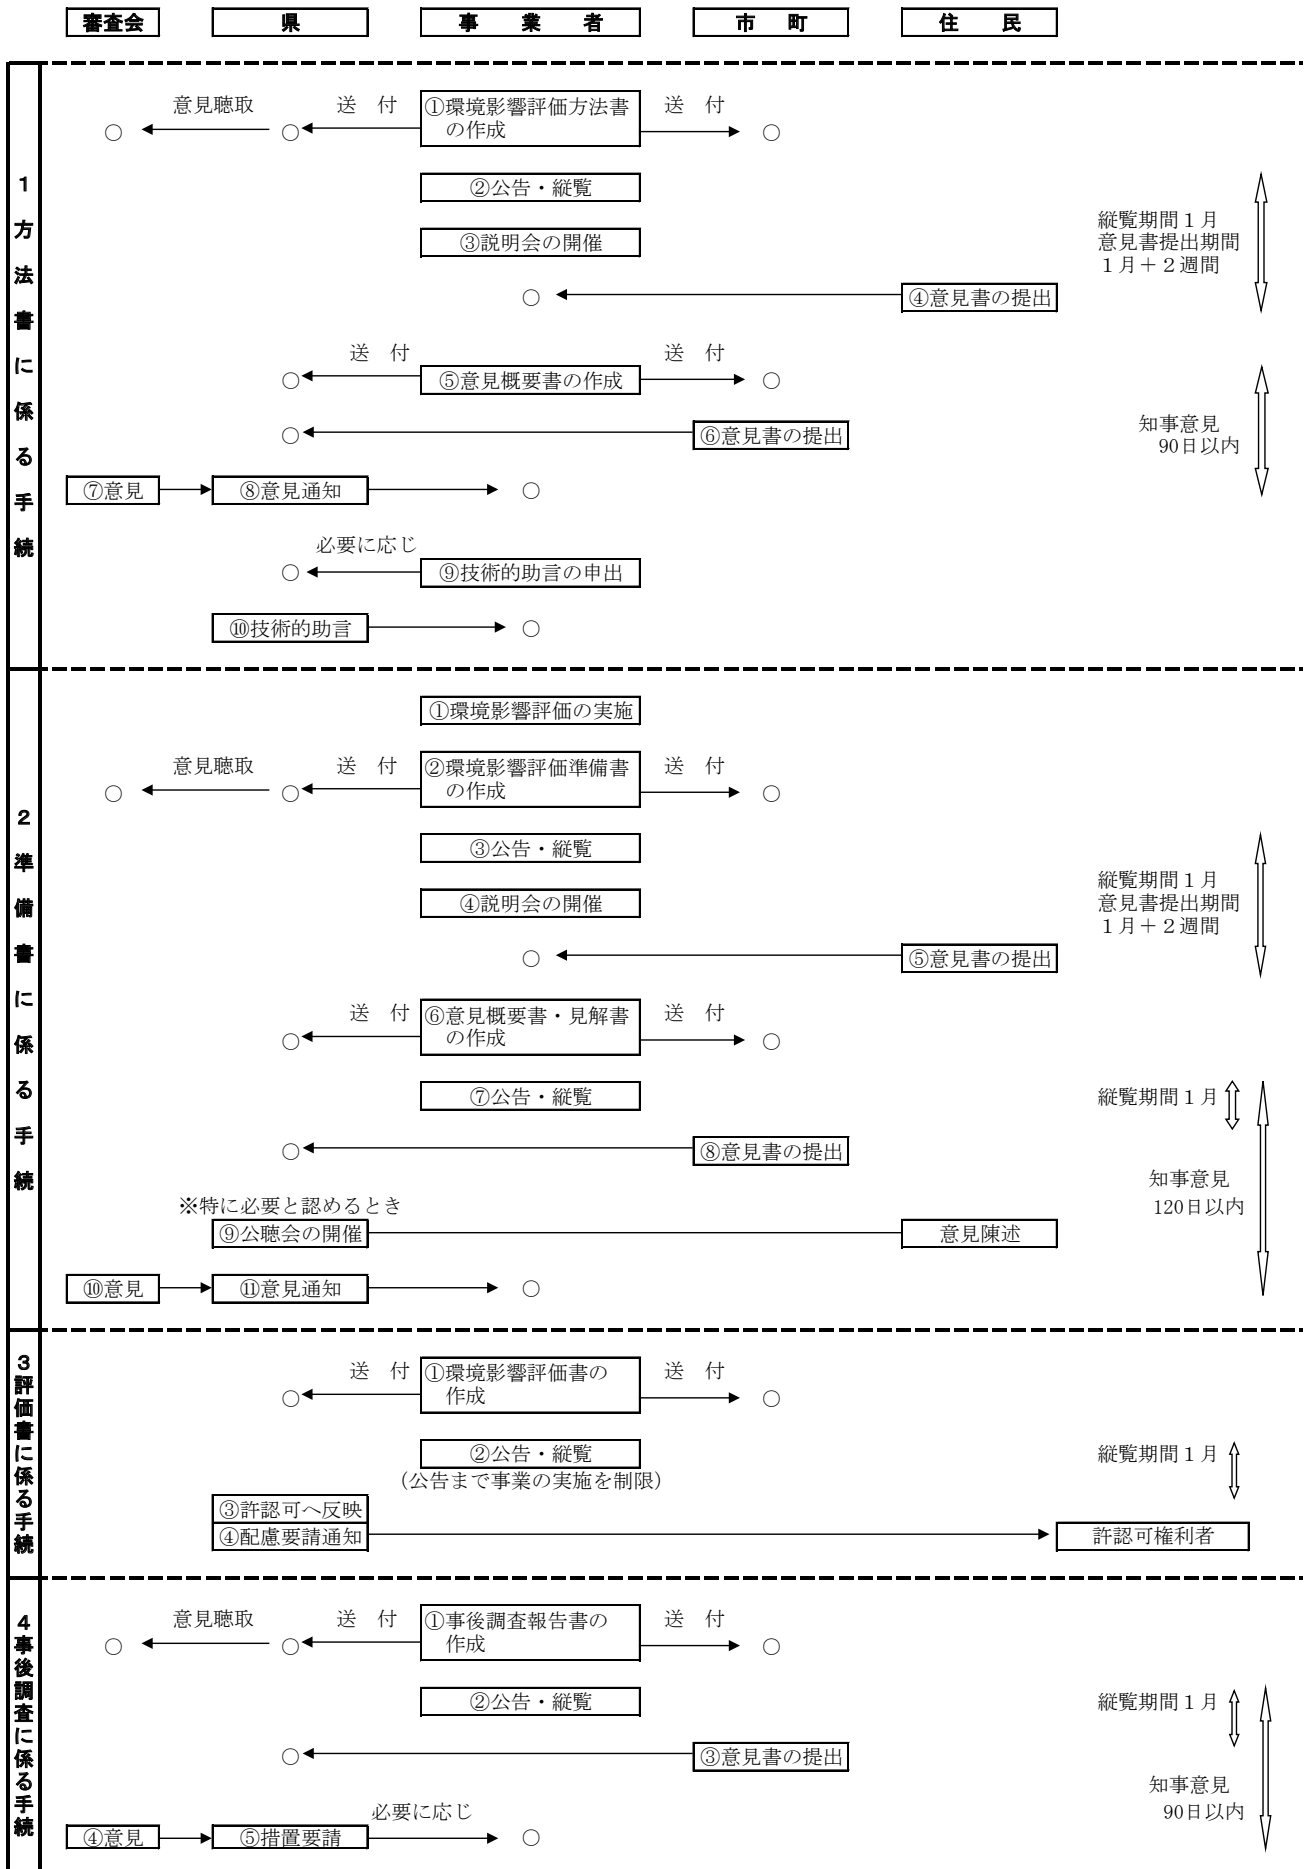 審査会　県　事　業　者　市　町　住　民
１方法書に係る手続
意見聴取　送　付　①環境影響評価方法書　送　付
の作成
○　○　○
②公告・縦覧
③説明会の開催
縦覧期間１月
意見書提出期間
１月＋２週間
○　④意見書の提出
送　付　送　付
○　⑤意見概要書の作成　○
○　⑥意見書の提出
知事意見
90日以内
⑦意見　⑧意見通知　○
必要に応じ
○　⑨技術的助言の申出
⑩技術的助言　○
２準備書に係る手続
①環境影響評価の実施
意見聴取　送　付　②環境影響評価準備書　送　付
の作成
○　○　○
③公告・縦覧
④説明会の開催
縦覧期間１月
意見書提出期間
１月＋２週間
○　⑤意見書の提出
送　付　⑥意見概要書・見解書　送　付
の作成
○　○
⑦公告・縦覧　縦覧期間１月
○　⑧意見書の提出
知事意見
120日以内
※特に必要と認めるとき
⑨公聴会の開催　意見陳述
⑩意見　⑪意見通知　○
３評価書に係る手続
送　付　①環境影響評価書の　送　付
作成
○　○
②公告・縦覧　縦覧期間１月
（公告まで事業の実施を制限）
③許認可へ反映
④配慮要請通知　許認可権利者
４事後調査に係る手続
意見聴取　送　付　①事後調査報告書の　送　付
作成
○　○　○
②公告・縦覧　縦覧期間１月
○　③意見書の提出
知事意見
90日以内
必要に応じ
④意見　⑤措置要請　○